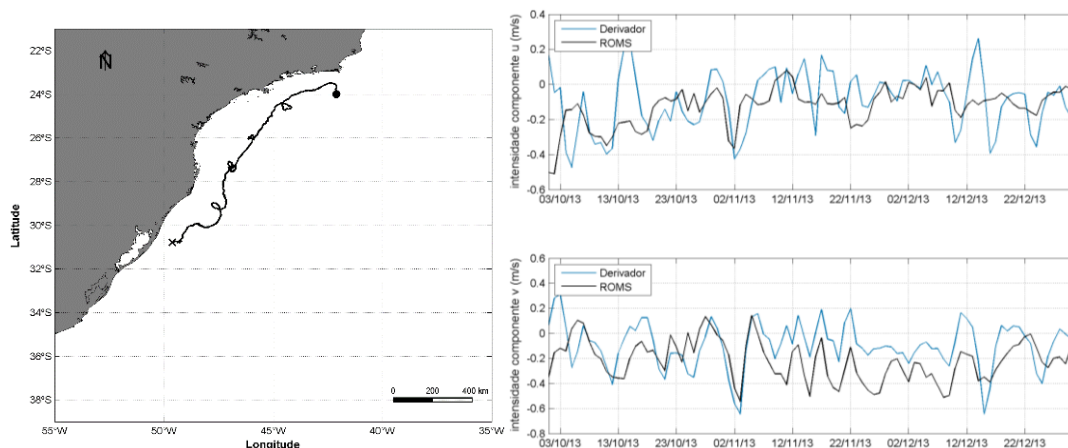 N
22°S
24°S
26°S
28°S
30°S
32°S
34°S
36°S
38°S
Latitude
0 200 400 km
55°W 50°W 45°W 40°W 35°W
Longitude
intensidade componente u (m/s)
0.4
0.2
0
-0.2
-0.4
-0.6
Derivador
ROMS
03/10/13 13/10/13 23/10/13 02/11/13 12/11/13 22/11/13 02/12/13 12/12/13 22/12/13
intensidade componente v (m/s)
0.6
0.4
0.2
0
-0.2
-0.4
-0.6
-0.8
Derivador
ROMS
03/10/13 13/10/13 23/10/13 02/11/13 12/11/13 22/11/13 02/12/13 12/12/13 22/12/13